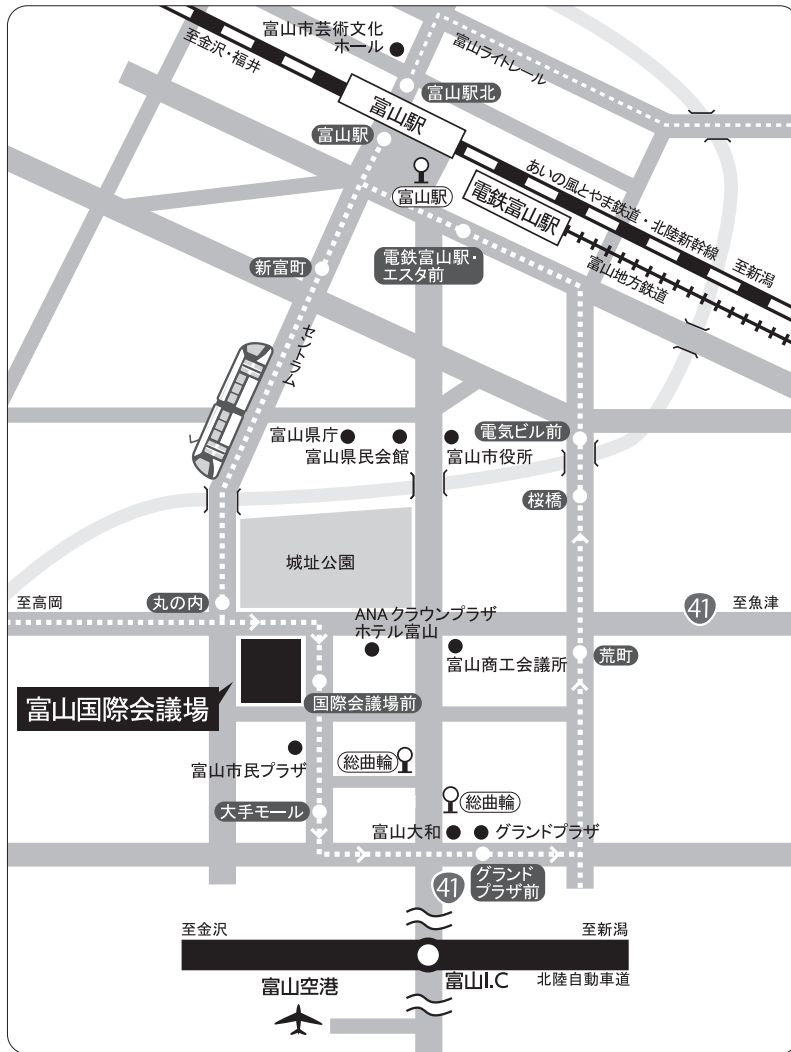 富山市芸術文化
ホール
至金沢・福井
富山ライトレール
富山駅北
富山駅
富山駅
富山駅
あいの風とやま鉄道・北陸新幹線
電鉄富山駅
至新潟
富山地方鉄道
電鉄富山駅・
エスタ前
新富町
セントラム
富山県庁
富山県民会館
富山市役所
電気ビル前
桜橋
城址公園
至高岡
丸の内
41
至魚津
ANAクラウンプラザ
ホテル富山
富山商工会議所
荒町
富山国際会議場
国際会議場前
富山市民プラザ
総曲輪
総曲輪
大手モール
富山大和
グランドプラザ
グランド
プラザ前
41
至金沢
至新潟
富山I.C
北陸自動車道
富山空港